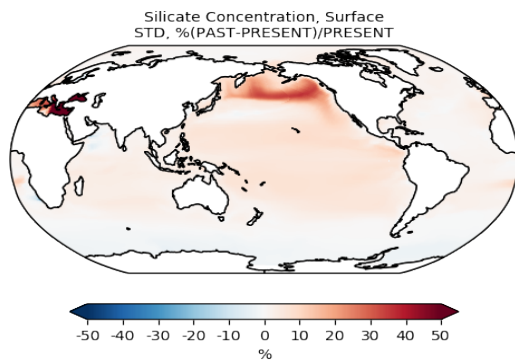 Silicate Concentration, Surface
STD, %(PAST-PRESENT)/PRESENT
-50 -40 -30 -20 -10 0 10 20 30 40 50
%